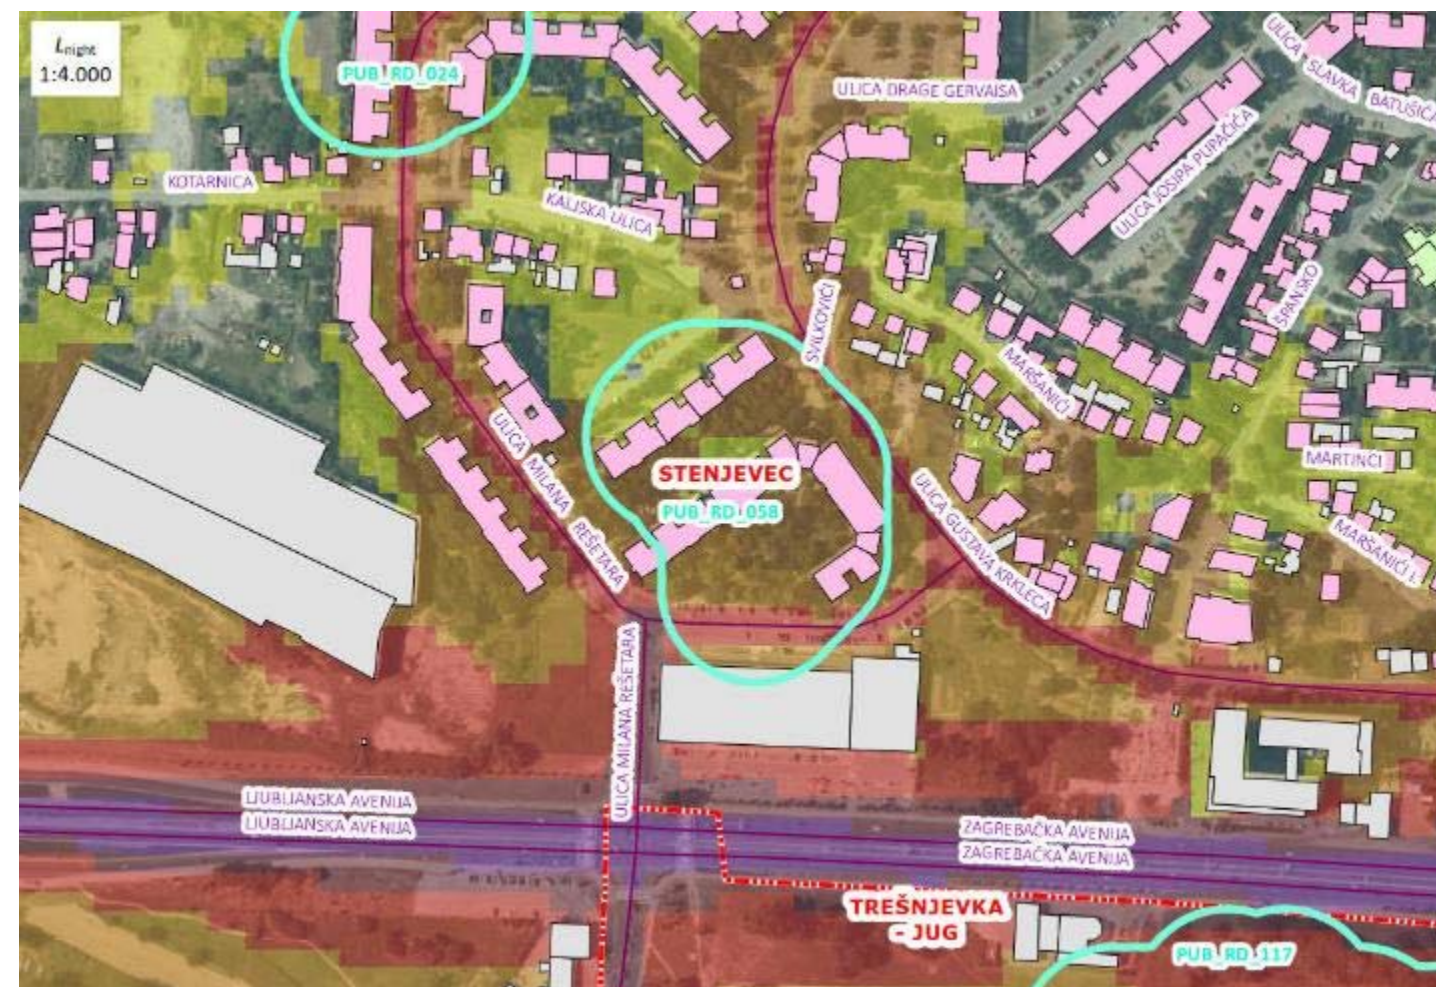 Lnight
1:4.000
PUB_RD_024
ULICA DRAGE GERVAISA
ULICA SLAVKA BATUŠIĆA
ULICA JOSIPA PUPAČIĆA
KOTARNICA
KALJSKA ULICA
ŠPANSKO
SVILKOVIĆI
MARŠANIĆI
ULICA MILANA REŠETARA
STENJEVEC
PUB_RD_058
MARTINCI
ULICA GUSTAVA KRKLECA
MARŠANIĆI I.
ULICA MILANA REŠETARA
LJUBLJANSKA AVENIJA
LJUBLJANSKA AVENIJA
ZAGREBAČKA AVENIJA
ZAGREBAČKA AVENIJA
TREŠNJEVKA
- JUG
PUB_RD_117